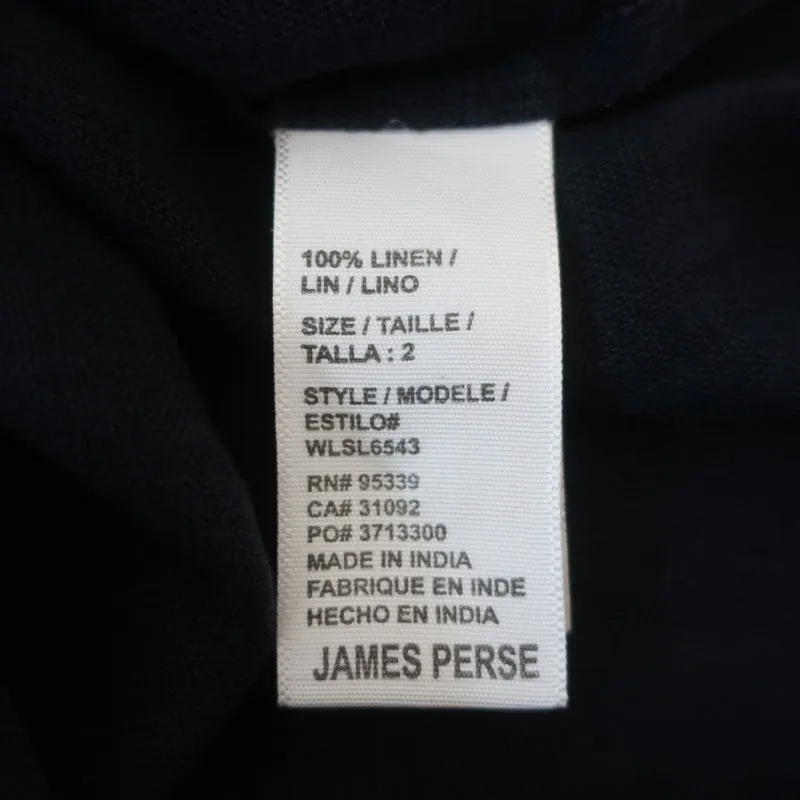 100% LINEN /
LIN / LINO
SIZE / TAILLE /
TALLA : 2
STYLE / MODELE /
ESTILO#
WLSL6543
RN# 95339
CA# 31092
PO# 3713300
MADE IN INDIA
FABRIQUE EN INDE
HECHO EN INDIA
JAMES PERSE